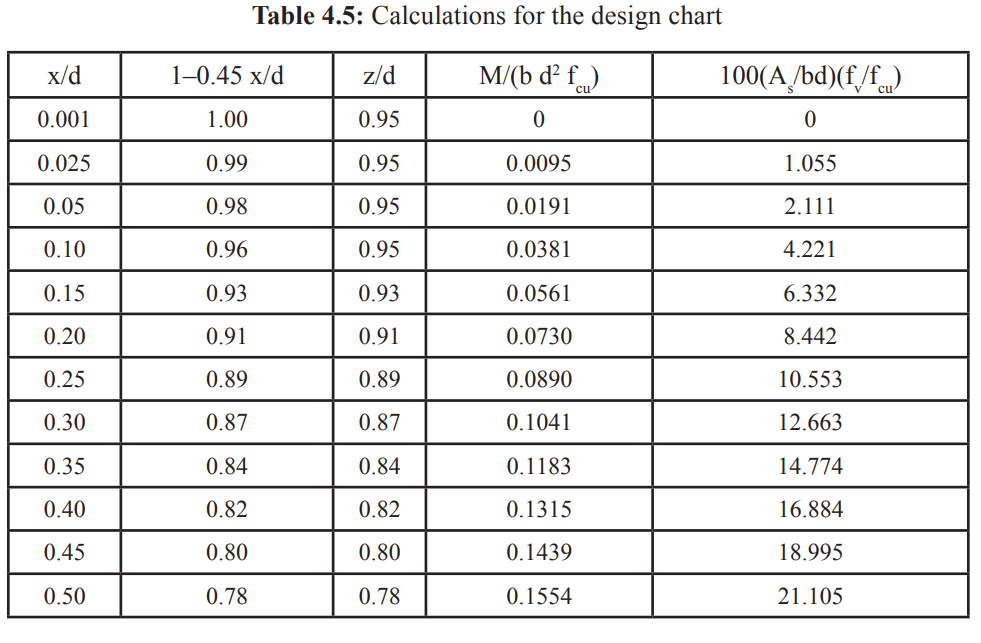 Table 4.5: Calculations for the design chart
x/d 1–0.45 x/d z/d M/(b d² f_cu) 100(A_s/bd)(f_v/f_cu)
0.001 1.00 0.95 0 0
0.025 0.99 0.95 0.0095 1.055
0.05 0.98 0.95 0.0191 2.111
0.10 0.96 0.95 0.0381 4.221
0.15 0.93 0.93 0.0561 6.332
0.20 0.91 0.91 0.0730 8.442
0.25 0.89 0.89 0.0890 10.553
0.30 0.87 0.87 0.1041 12.663
0.35 0.84 0.84 0.1183 14.774
0.40 0.82 0.82 0.1315 16.884
0.45 0.80 0.80 0.1439 18.995
0.50 0.78 0.78 0.1554 21.105